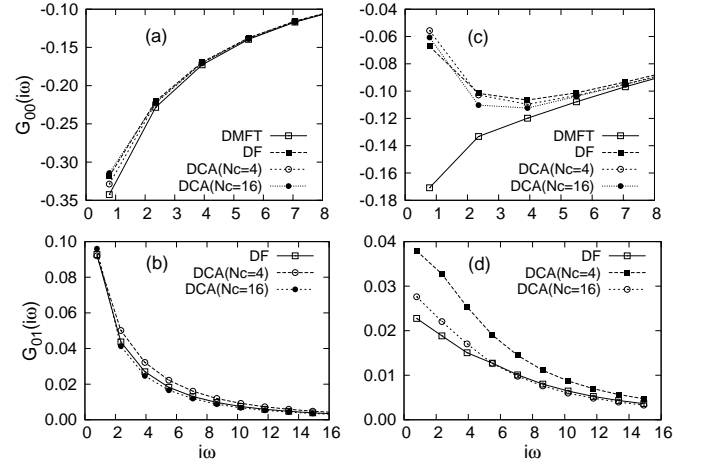 -0.10
-0.15
-0.20
-0.25
-0.30
-0.35
G00(iω)
(a)
DMFT
DF
DCA(Nc=4)
DCA(Nc=16)
0 1 2 3 4 5 6 7 8
-0.04
-0.06
-0.08
-0.10
-0.12
-0.14
-0.16
-0.18
(c)
DMFT
DF
DCA(Nc=4)
DCA(Nc=16)
0 1 2 3 4 5 6 7 8
0.10
0.08
0.06
0.04
0.02
0.00
G01(iω)
(b)
DF
DCA(Nc=4)
DCA(Nc=16)
0 2 4 6 8 10 12 14 16
iω
0.04
0.03
0.02
0.01
0.00
(d)
DF
DCA(Nc=4)
DCA(Nc=16)
0 2 4 6 8 10 12 14 16
iω